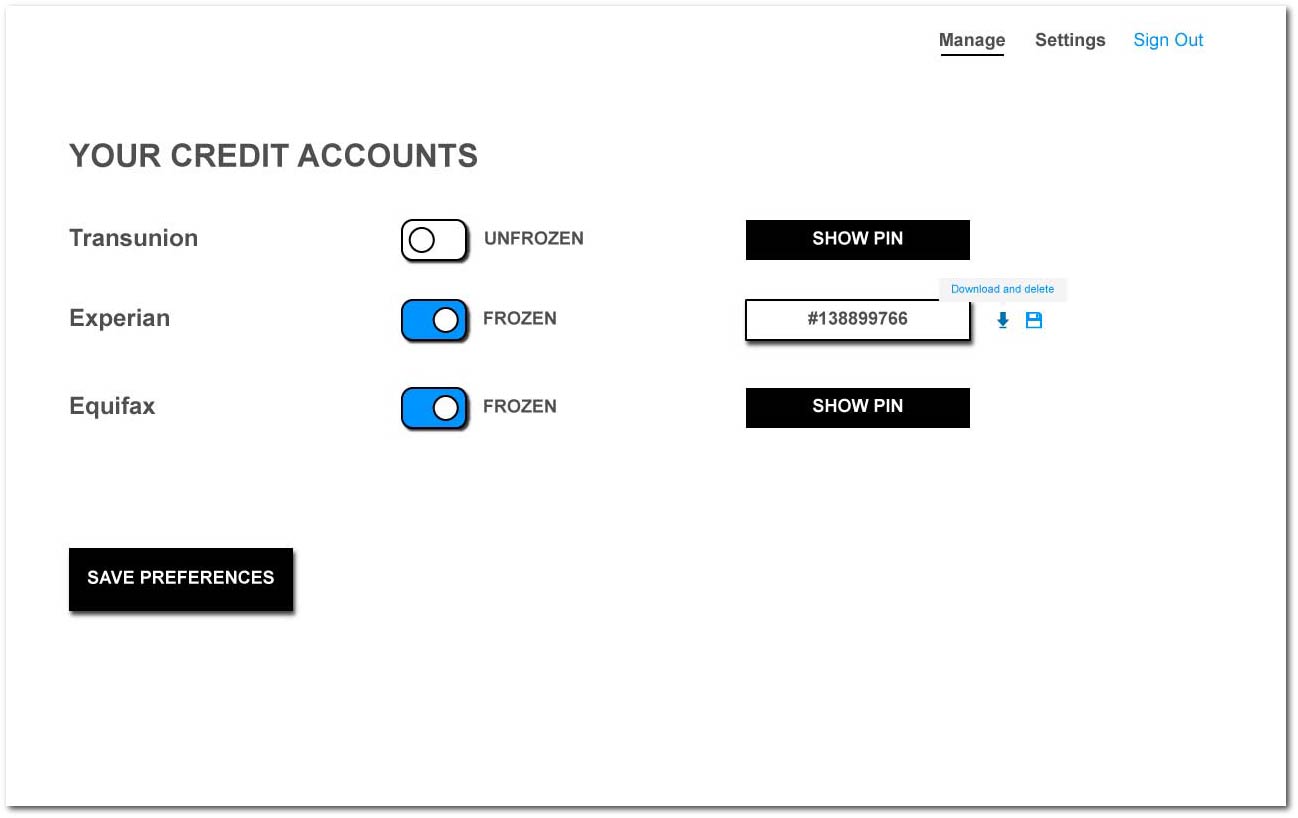 Manage Settings Sign Out
YOUR CREDIT ACCOUNTS
Transunion UNFROZEN SHOW PIN
Download and delete
Experian FROZEN #138899766
Equifax FROZEN SHOW PIN
SAVE PREFERENCES